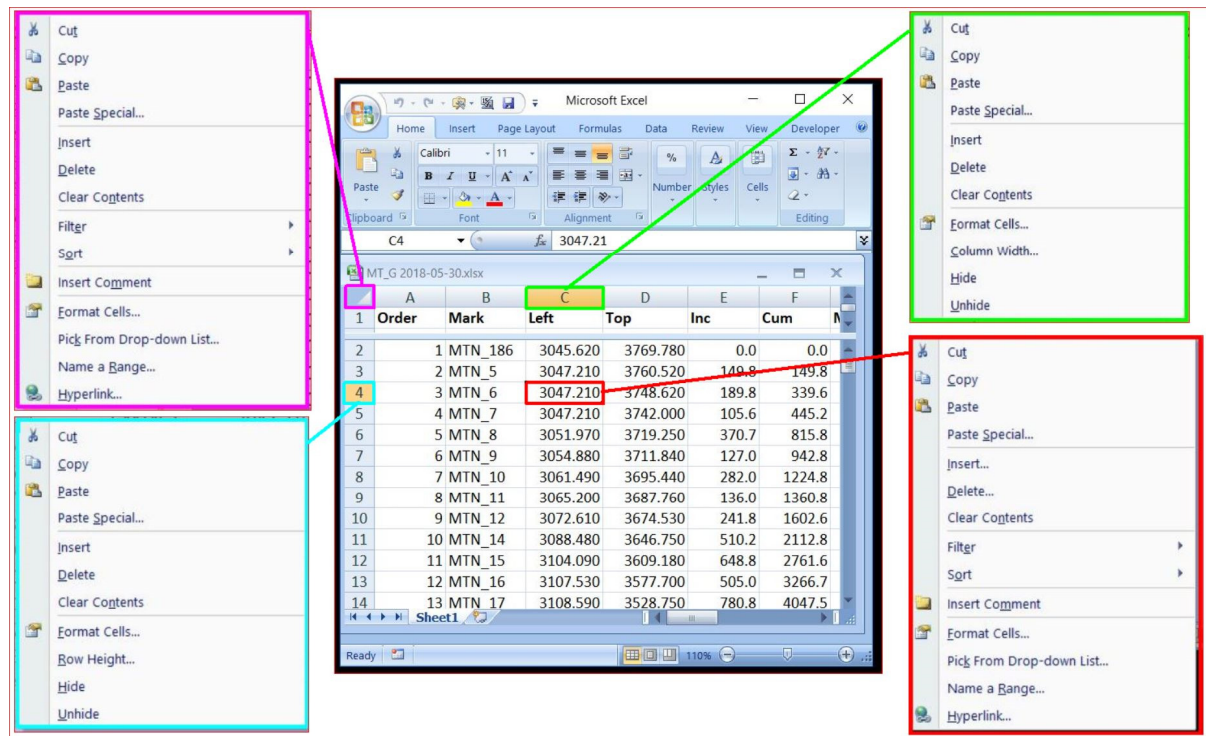 Cut
Copy
Paste
Paste Special...
Insert
Delete
Clear Contents
Filter
Sort
Insert Comment
Format Cells...
Pick From Drop-down List...
Name a Range...
Hyperlink...
Cut
Copy
Paste
Paste Special...
Insert
Delete
Clear Contents
Format Cells...
Row Height...
Hide
Unhide
Microsoft Excel
Home Insert Page Layout Formulas Data Review View Developer
Calibri 11
B I U A A
Paste A % A Σ
Number Styles Cells
Clipboard Font Alignment Editing
C4 fx 3047.21
MT_G 2018-05-30.xlsx
A B C D E F
1 Order Mark Left Top Inc Cum
2 1 MTN_186 3045.620 3769.780 0.0 0.0
3 2 MTN_5 3047.210 3760.520 149.8 149.8
4 3 MTN_6 3047.210 3748.620 189.8 339.6
5 4 MTN_7 3047.210 3742.000 105.6 445.2
6 5 MTN_8 3051.970 3719.250 370.7 815.8
7 6 MTN_9 3054.880 3711.840 127.0 942.8
8 7 MTN_10 3061.490 3695.440 282.0 1224.8
9 8 MTN_11 3065.200 3687.760 136.0 1360.8
10 9 MTN_12 3072.610 3674.530 241.8 1602.6
11 10 MTN_14 3088.480 3646.750 510.2 2112.8
12 11 MTN_15 3104.090 3609.180 648.8 2761.6
13 12 MTN_16 3107.530 3577.700 505.0 3266.7
14 13 MTN_17 3108.590 3528.750 780.8 4047.5
Sheet1
Ready 110%
Cut
Copy
Paste
Paste Special...
Insert
Delete
Clear Contents
Format Cells...
Column Width...
Hide
Unhide
Cut
Copy
Paste
Paste Special...
Insert...
Delete...
Clear Contents
Filter
Sort
Insert Comment
Format Cells...
Pick From Drop-down List...
Name a Range...
Hyperlink...